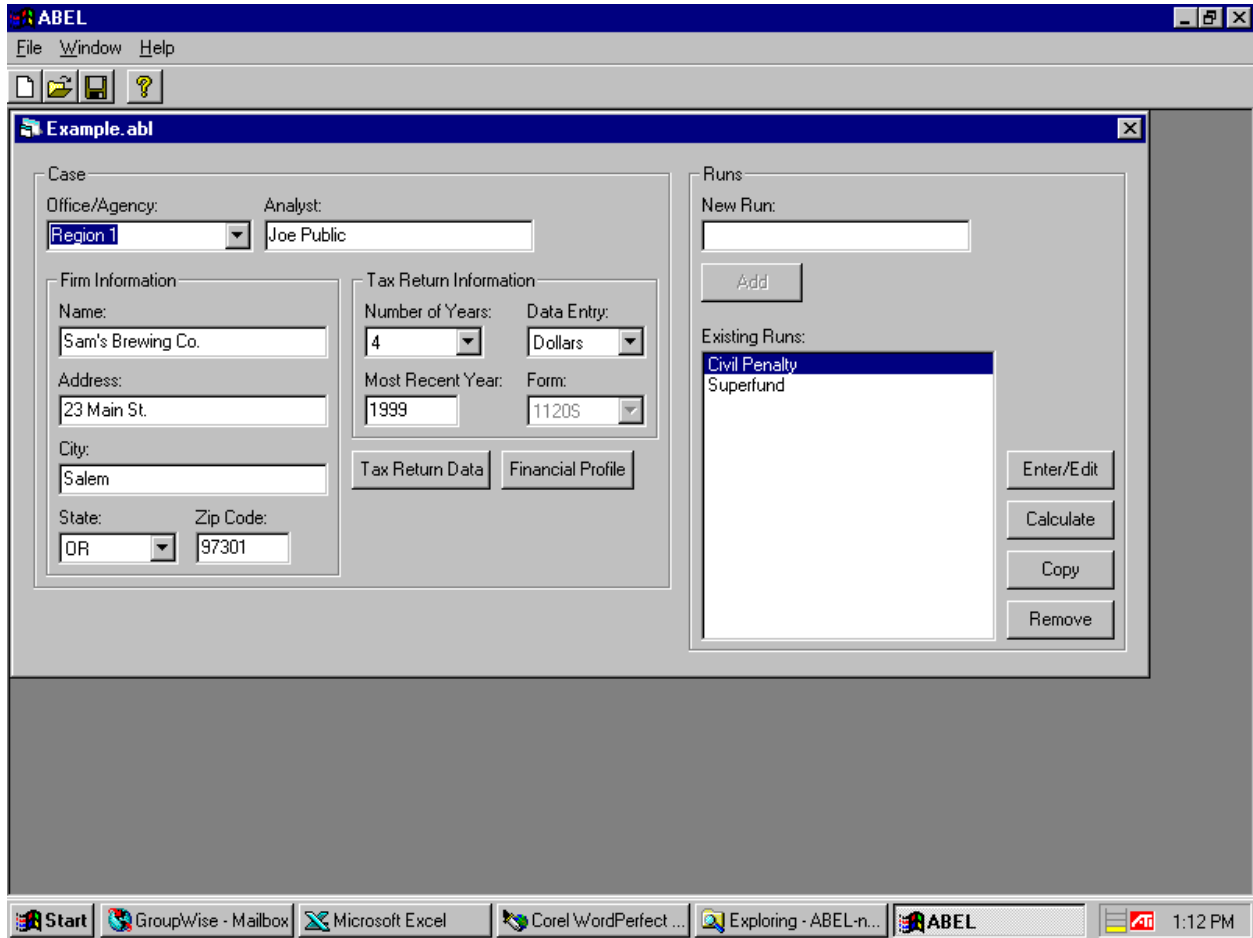 ABEL
File Window Help
Example.abl
Case
Office/Agency: Analyst:
Region 1 Joe Public
Firm Information
Name:
Sam's Brewing Co.
Address:
23 Main St.
City:
Salem
State: Zip Code:
OR 97301
Tax Return Information
Number of Years: Data Entry:
4 Dollars
Most Recent Year: Form:
1999 1120S
Tax Return Data Financial Profile
Runs
New Run:
Add
Existing Runs:
Civil Penalty
Superfund
Enter/Edit
Calculate
Copy
Remove
Start GroupWise - Mailbox Microsoft Excel Corel WordPerfect ... Exploring - ABEL-n... ABEL 1:12 PM